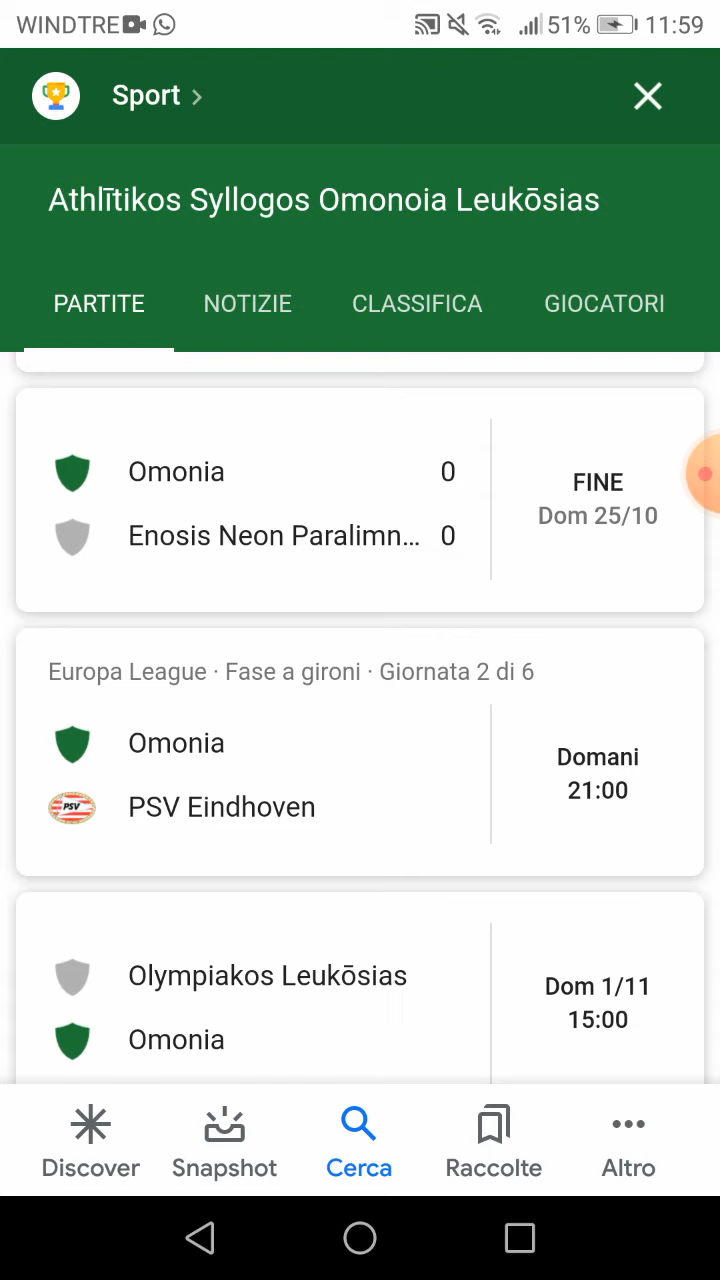 WINDTRE 51% 11:59
Sport
Athlītikos Syllogos Omonoia Leukōsias
PARTITE NOTIZIE CLASSIFICA GIOCATORI
Omonia 0
Enosis Neon Paralimn... 0
FINE
Dom 25/10
Europa League · Fase a gironi · Giornata 2 di 6
Omonia
PSV PSV Eindhoven
Domani
21:00
Olympiakos Leukōsias
Omonia
Dom 1/11
15:00
Discover Snapshot Cerca Raccolte Altro